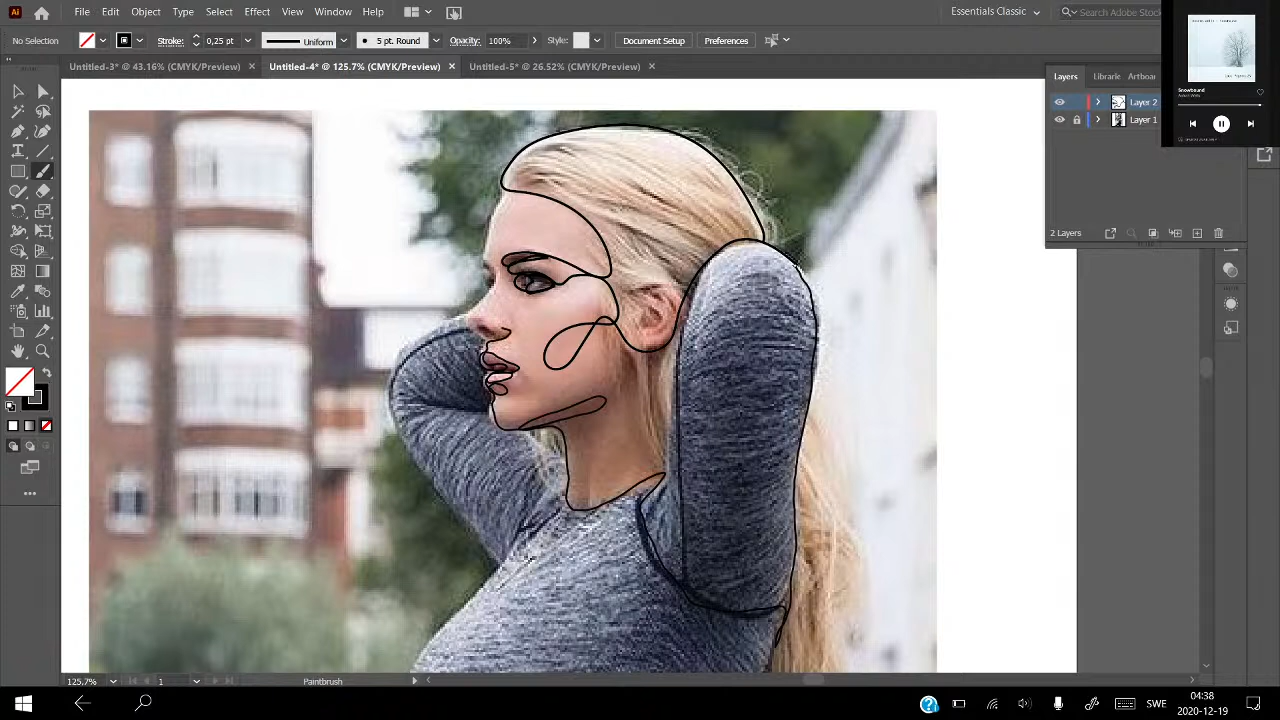 Ai File Edit Object Type Select Effect View Window Help Essentials Classic Search Adobe Stock
No Selection Stroke: 0,25 pt Uniform 5 pt. Round Opacity: 100% Style: Document Setup Preferences
Untitled-3* @ 43.16% (CMYK/Preview) × Untitled-4* @ 125.7% (CMYK/Preview) × Untitled-5* @ 26.52% (CMYK/Preview) ×
Layers Librarie Artboar
Layer 2
Layer 1
2 Layers
Snowbound
125.7% 1 Paintbrush
SWE 04:38
2020-12-19